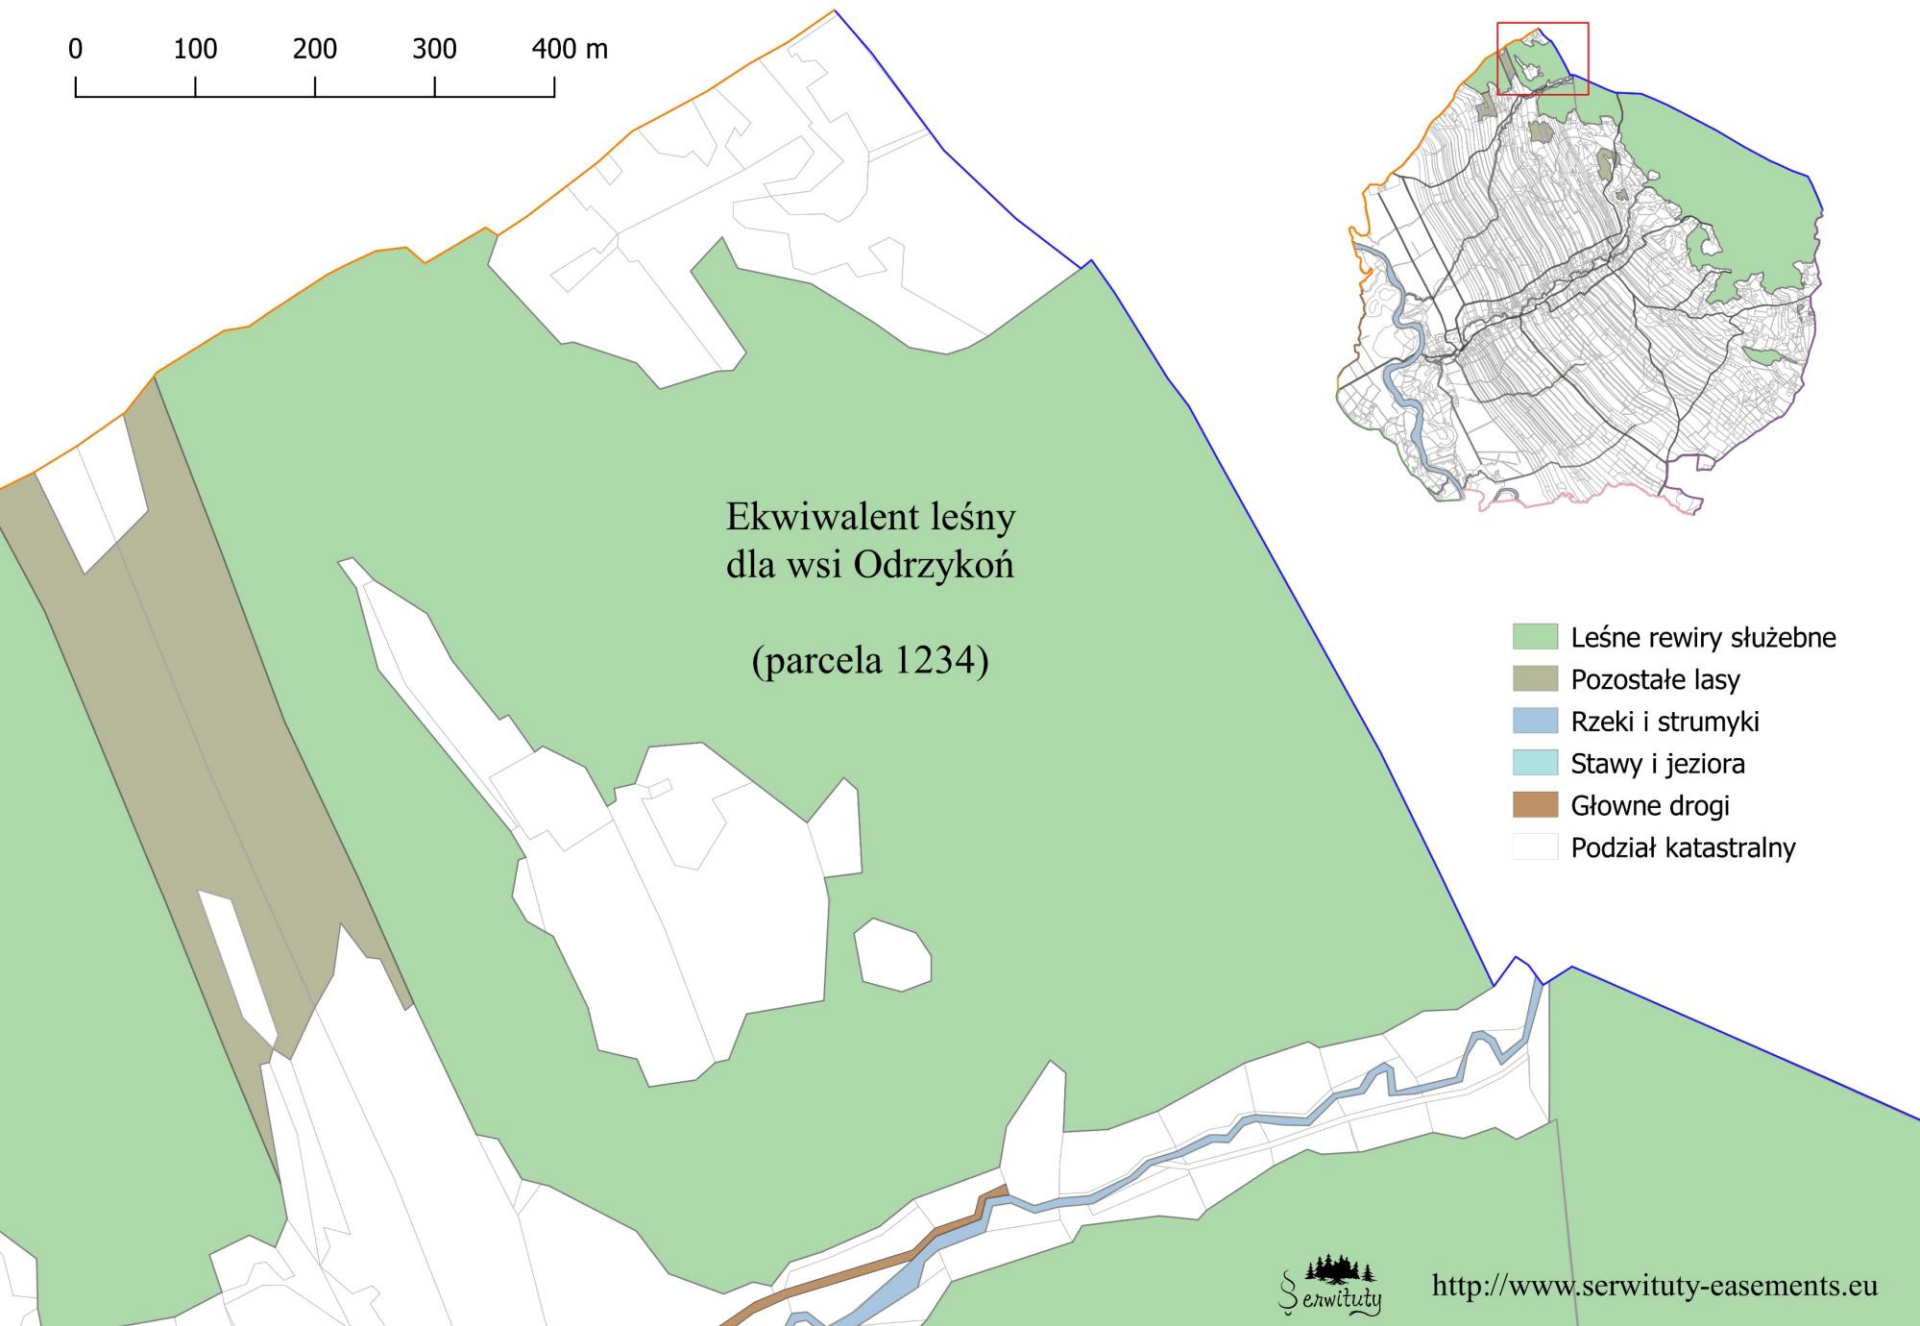 0 100 200 300 400 m
Ekwiwalent leśny
dla wsi Odrzykoń
(parcela 1234)
Leśne rewiry służebne
Pozostałe lasy
Rzeki i strumyki
Stawy i jeziora
Głowne drogi
Podział katastralny
Serwituty
http://www.serwituty-easements.eu